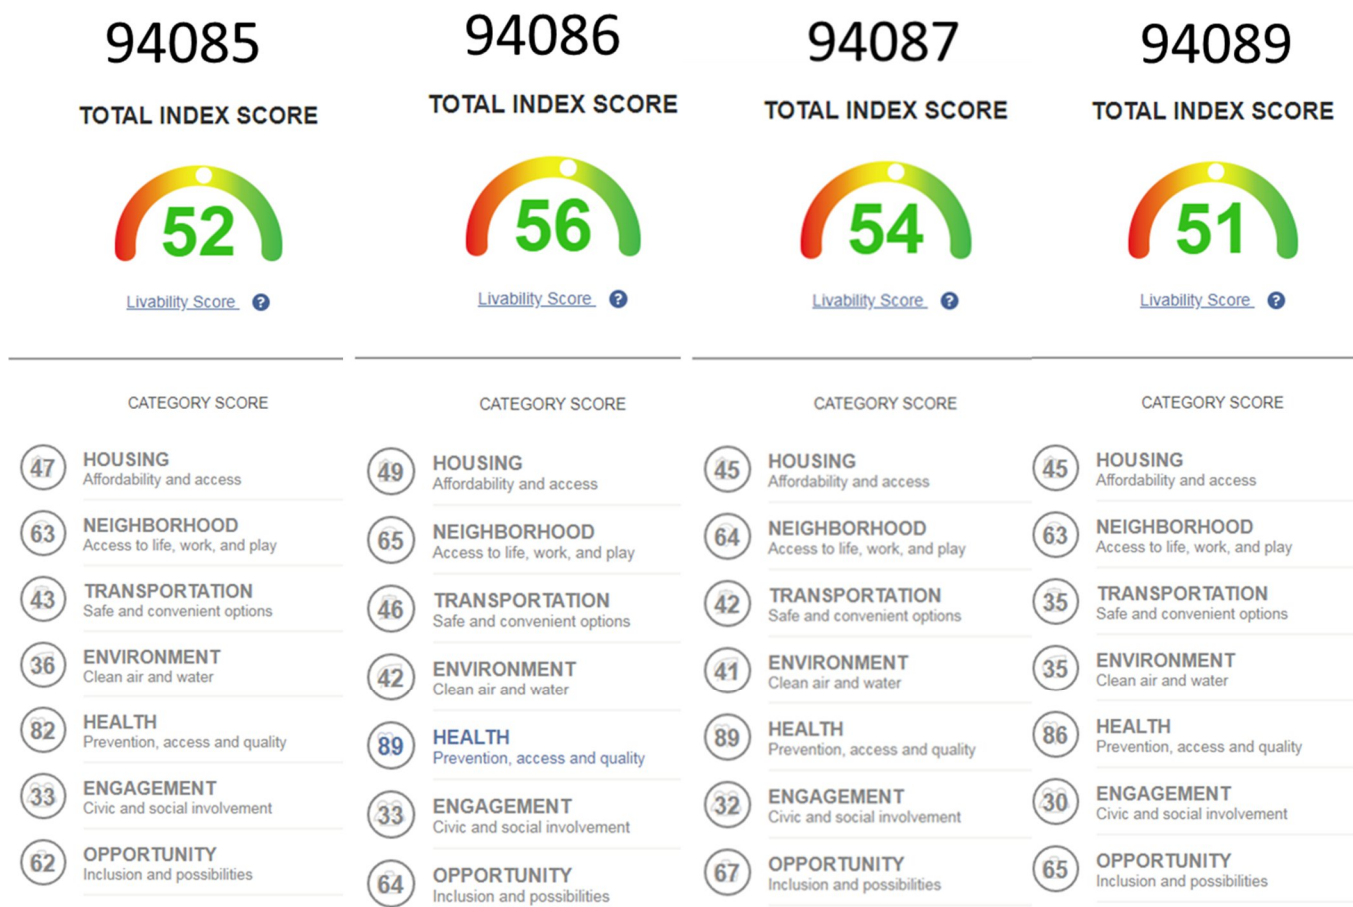 94085
TOTAL INDEX SCORE
52
Livability Score ?
CATEGORY SCORE
47 HOUSING
Affordability and access
63 NEIGHBORHOOD
Access to life, work, and play
43 TRANSPORTATION
Safe and convenient options
36 ENVIRONMENT
Clean air and water
82 HEALTH
Prevention, access and quality
33 ENGAGEMENT
Civic and social involvement
62 OPPORTUNITY
Inclusion and possibilities
94086
TOTAL INDEX SCORE
56
Livability Score ?
CATEGORY SCORE
49 HOUSING
Affordability and access
65 NEIGHBORHOOD
Access to life, work, and play
46 TRANSPORTATION
Safe and convenient options
42 ENVIRONMENT
Clean air and water
89 HEALTH
Prevention, access and quality
33 ENGAGEMENT
Civic and social involvement
64 OPPORTUNITY
Inclusion and possibilities
94087
TOTAL INDEX SCORE
54
Livability Score ?
CATEGORY SCORE
45 HOUSING
Affordability and access
64 NEIGHBORHOOD
Access to life, work, and play
42 TRANSPORTATION
Safe and convenient options
41 ENVIRONMENT
Clean air and water
89 HEALTH
Prevention, access and quality
32 ENGAGEMENT
Civic and social involvement
67 OPPORTUNITY
Inclusion and possibilities
94089
TOTAL INDEX SCORE
51
Livability Score ?
CATEGORY SCORE
45 HOUSING
Affordability and access
63 NEIGHBORHOOD
Access to life, work, and play
35 TRANSPORTATION
Safe and convenient options
35 ENVIRONMENT
Clean air and water
86 HEALTH
Prevention, access and quality
30 ENGAGEMENT
Civic and social involvement
65 OPPORTUNITY
Inclusion and possibilities